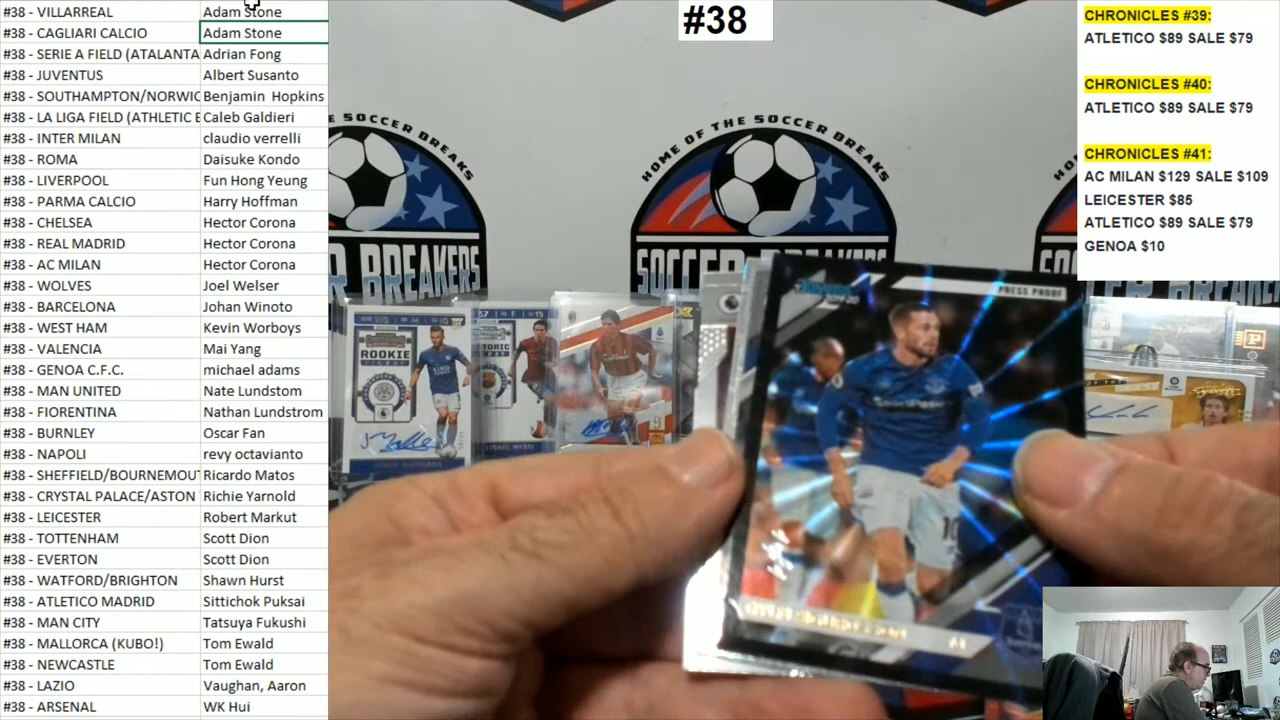 #38 - VILLARREAL Adam Stone
#38 - CAGLIARI CALCIO Adam Stone
#38 - SERIE A FIELD (ATALANTA Adrian Fong
#38 - JUVENTUS Albert Susanto
#38 - SOUTHAMPTON/NORWIC Benjamin Hopkins
#38 - LA LIGA FIELD (ATHLETIC B Caleb Galdieri
#38 - INTER MILAN claudio verrelli
#38 - ROMA Daisuke Kondo
#38 - LIVERPOOL Fun Hong Yeung
#38 - PARMA CALCIO Harry Hoffman
#38 - CHELSEA Hector Corona
#38 - REAL MADRID Hector Corona
#38 - AC MILAN Hector Corona
#38 - WOLVES Joel Welser
#38 - BARCELONA Johan Winoto
#38 - WEST HAM Kevin Worboys
#38 - VALENCIA Mai Yang
#38 - GENOA C.F.C. michael adams
#38 - MAN UNITED Nate Lundstom
#38 - FIORENTINA Nathan Lundstrom
#38 - BURNLEY Oscar Fan
#38 - NAPOLI revy octavianto
#38 - SHEFFIELD/BOURNEMOUT Ricardo Matos
#38 - CRYSTAL PALACE/ASTON Richie Yarnold
#38 - LEICESTER Robert Markut
#38 - TOTTENHAM Scott Dion
#38 - EVERTON Scott Dion
#38 - WATFORD/BRIGHTON Shawn Hurst
#38 - ATLETICO MADRID Sittichok Puksai
#38 - MAN CITY Tatsuya Fukushi
#38 - MALLORCA (KUBO!) Tom Ewald
#38 - NEWCASTLE Tom Ewald
#38 - LAZIO Vaughan, Aaron
#38 - ARSENAL WK Hui
#38
HOME OF THE SOCCER BREAKS
SOCCER BREAKERS
E SOCCER BREAKS
R BREAKERS
ROOKIE
TICKET
PRESS PROOF
10
CHRONICLES #39:
ATLETICO $89 SALE $79
CHRONICLES #40:
ATLETICO $89 SALE $79
CHRONICLES #41:
AC MILAN $129 SALE $109
LEICESTER $85
ATLETICO $89 SALE $79
GENOA $10